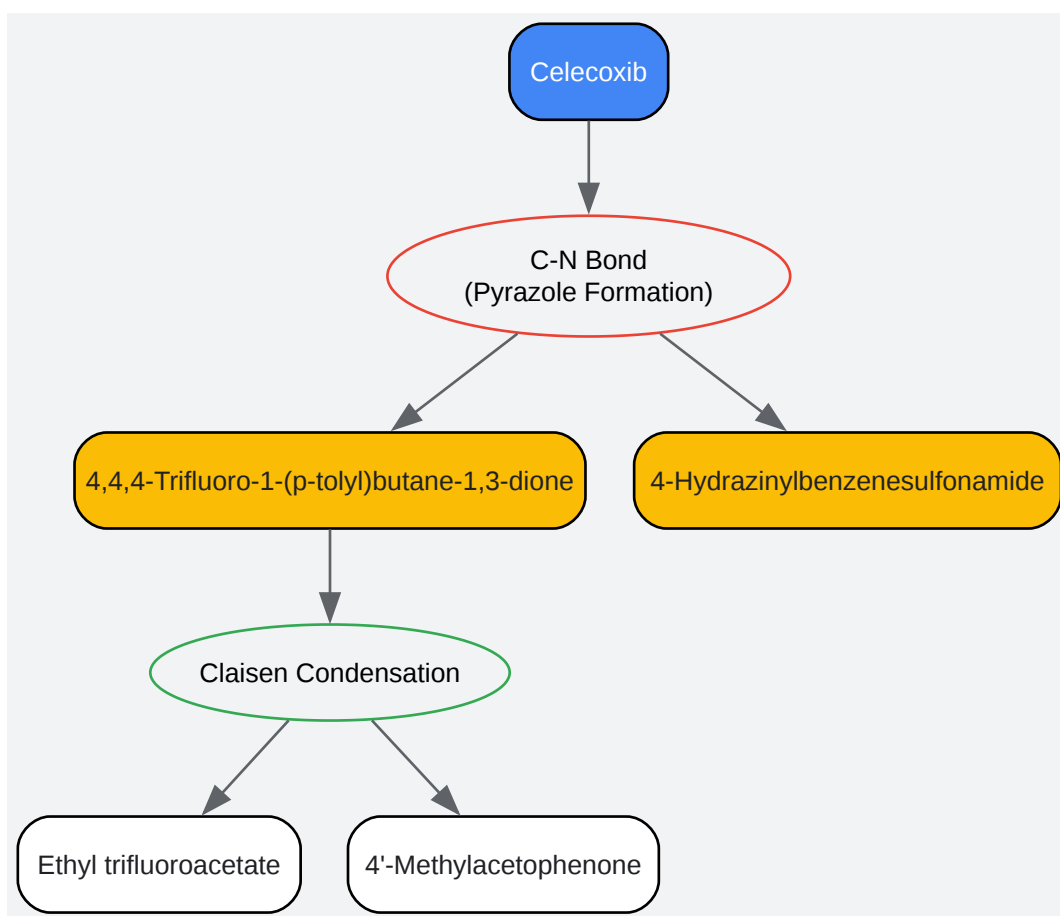 Celecoxib
C-N Bond
(Pyrazole Formation)
4,4,4-Trifluoro-1-(p-tolyl)butane-1,3-dione
4-Hydrazinylbenzenesulfonamide
Claisen Condensation
Ethyl trifluoroacetate
4'-Methylacetophenone